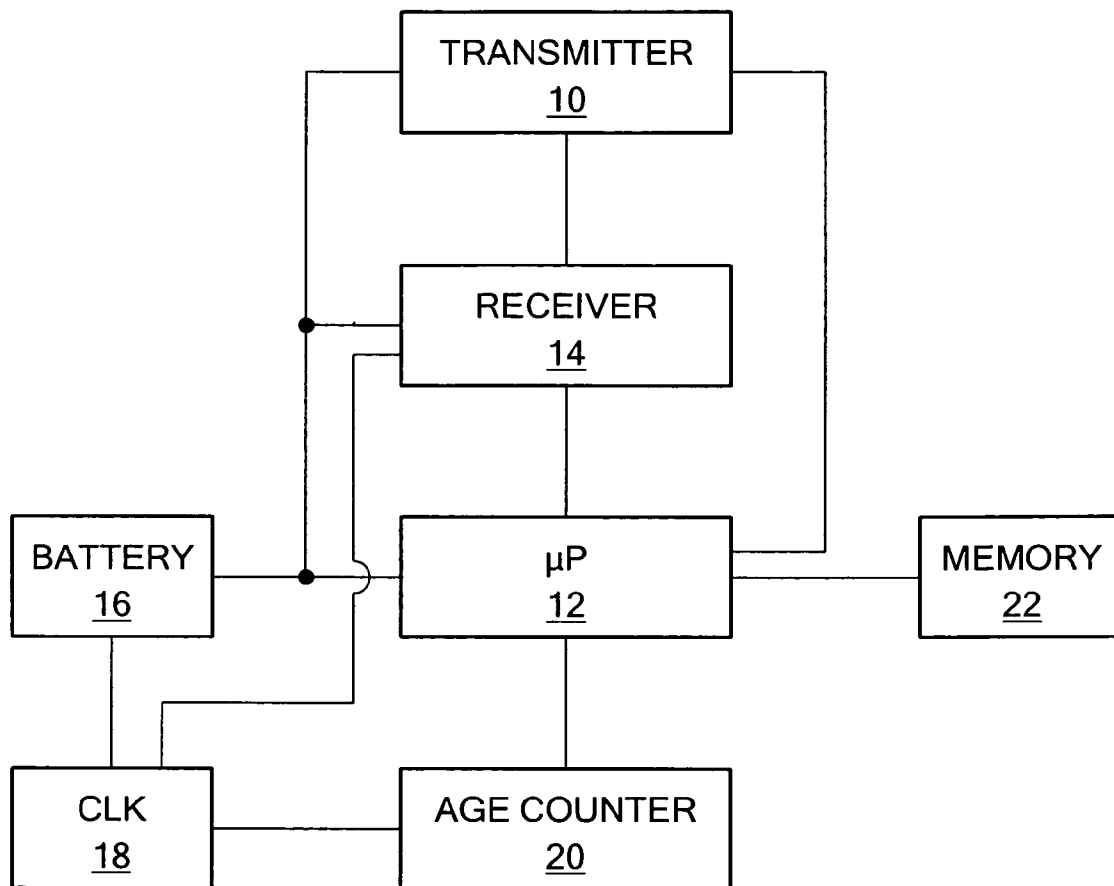 TRANSMITTER
10
RECEIVER
14
BATTERY
16
μP
12
MEMORY
22
CLK
18
AGE COUNTER
20